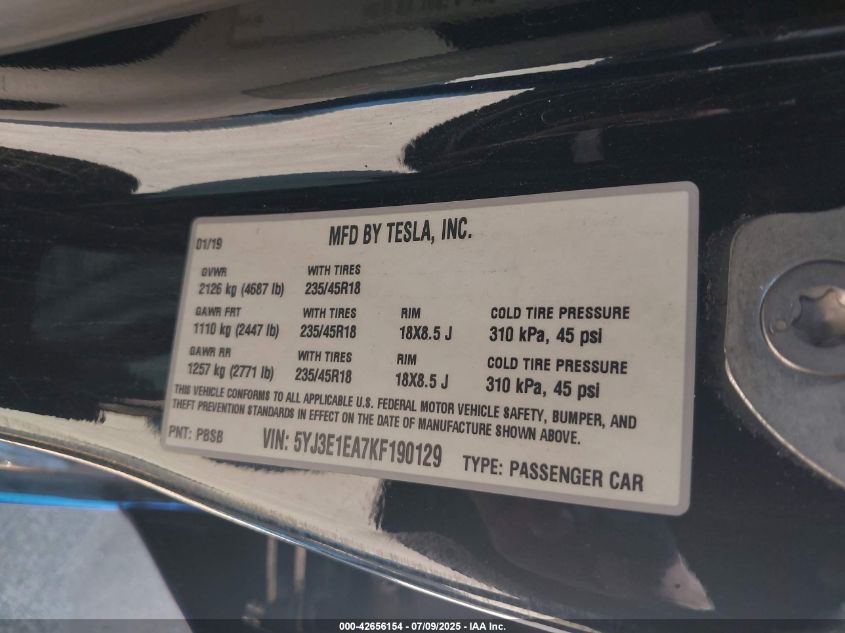 01/19 MFD BY TESLA, INC.
GVWR WITH TIRES
2126 kg (4687 lb) 235/45R18
GAWR FRT WITH TIRES RIM COLD TIRE PRESSURE
1110 kg (2447 lb) 235/45R18 18X8.5 J 310 kPa, 45 psi
GAWR RR WITH TIRES RIM COLD TIRE PRESSURE
1257 kg (2771 lb) 235/45R18 18X8.5 J 310 kPa, 45 psi
THIS VEHICLE CONFORMS TO ALL APPLICABLE U.S. FEDERAL MOTOR VEHICLE SAFETY, BUMPER, AND
THEFT PREVENTION STANDARDS IN EFFECT ON THE DATE OF MANUFACTURE SHOWN ABOVE.
PNT: PBSB VIN: 5YJ3E1EA7KF190129 TYPE: PASSENGER CAR
000-42656154 - 07/09/2025 - IAA Inc.